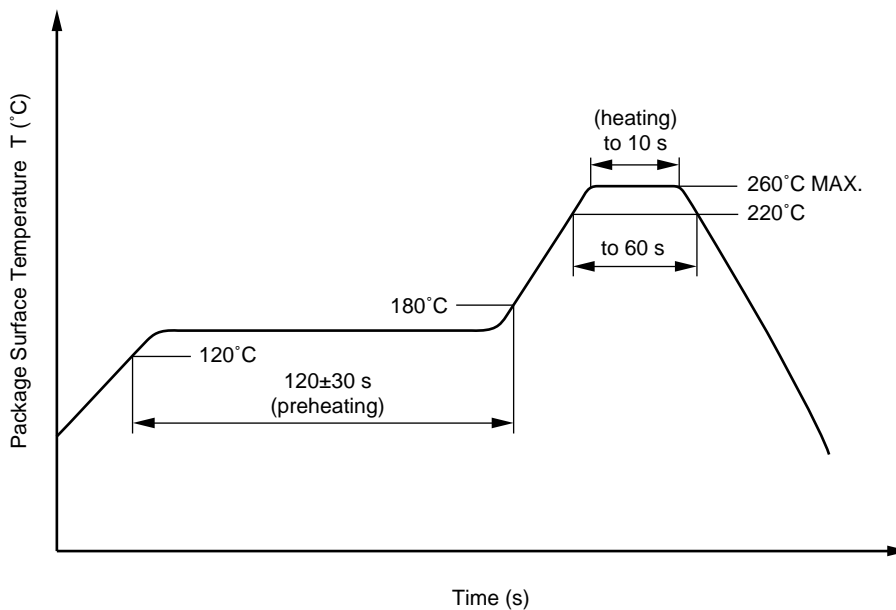 Package Surface Temperature T (˚C)
(heating)
to 10 s
260˚C MAX.
220˚C
to 60 s
180˚C
120˚C
120±30 s
(preheating)
Time (s)